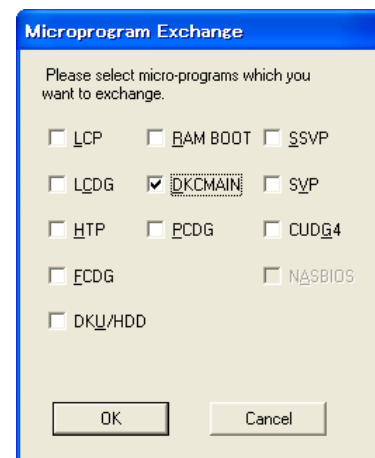 Microprogram Exchange
Please select micro-programs which you
want to exchange.
LCP RAM BOOT SSVP
LCDG DKCMAIN SVP
HTP PCDG CUDG4
FCDG NASBIOS
DKU/HDD
OK Cancel